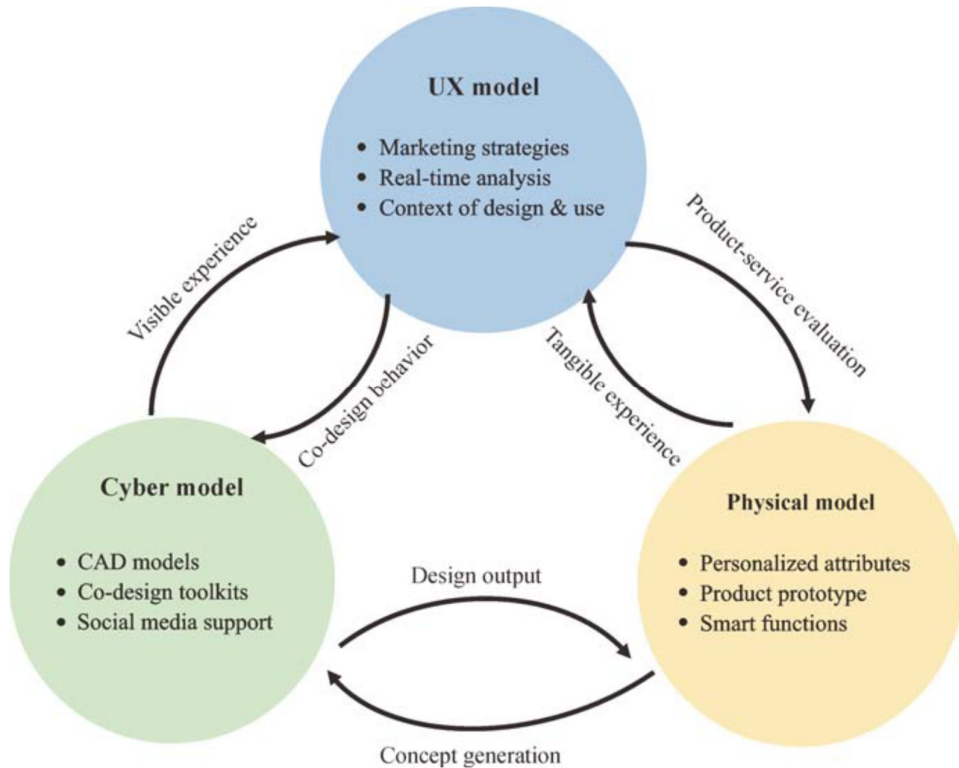 UX model
• Marketing strategies
• Real-time analysis
• Context of design & use
Visible experience
Co-design behavior
Product-service evaluation
Tangible experience
Cyber model
• CAD models
• Co-design toolkits
• Social media support
Design output
Concept generation
Physical model
• Personalized attributes
• Product prototype
• Smart functions